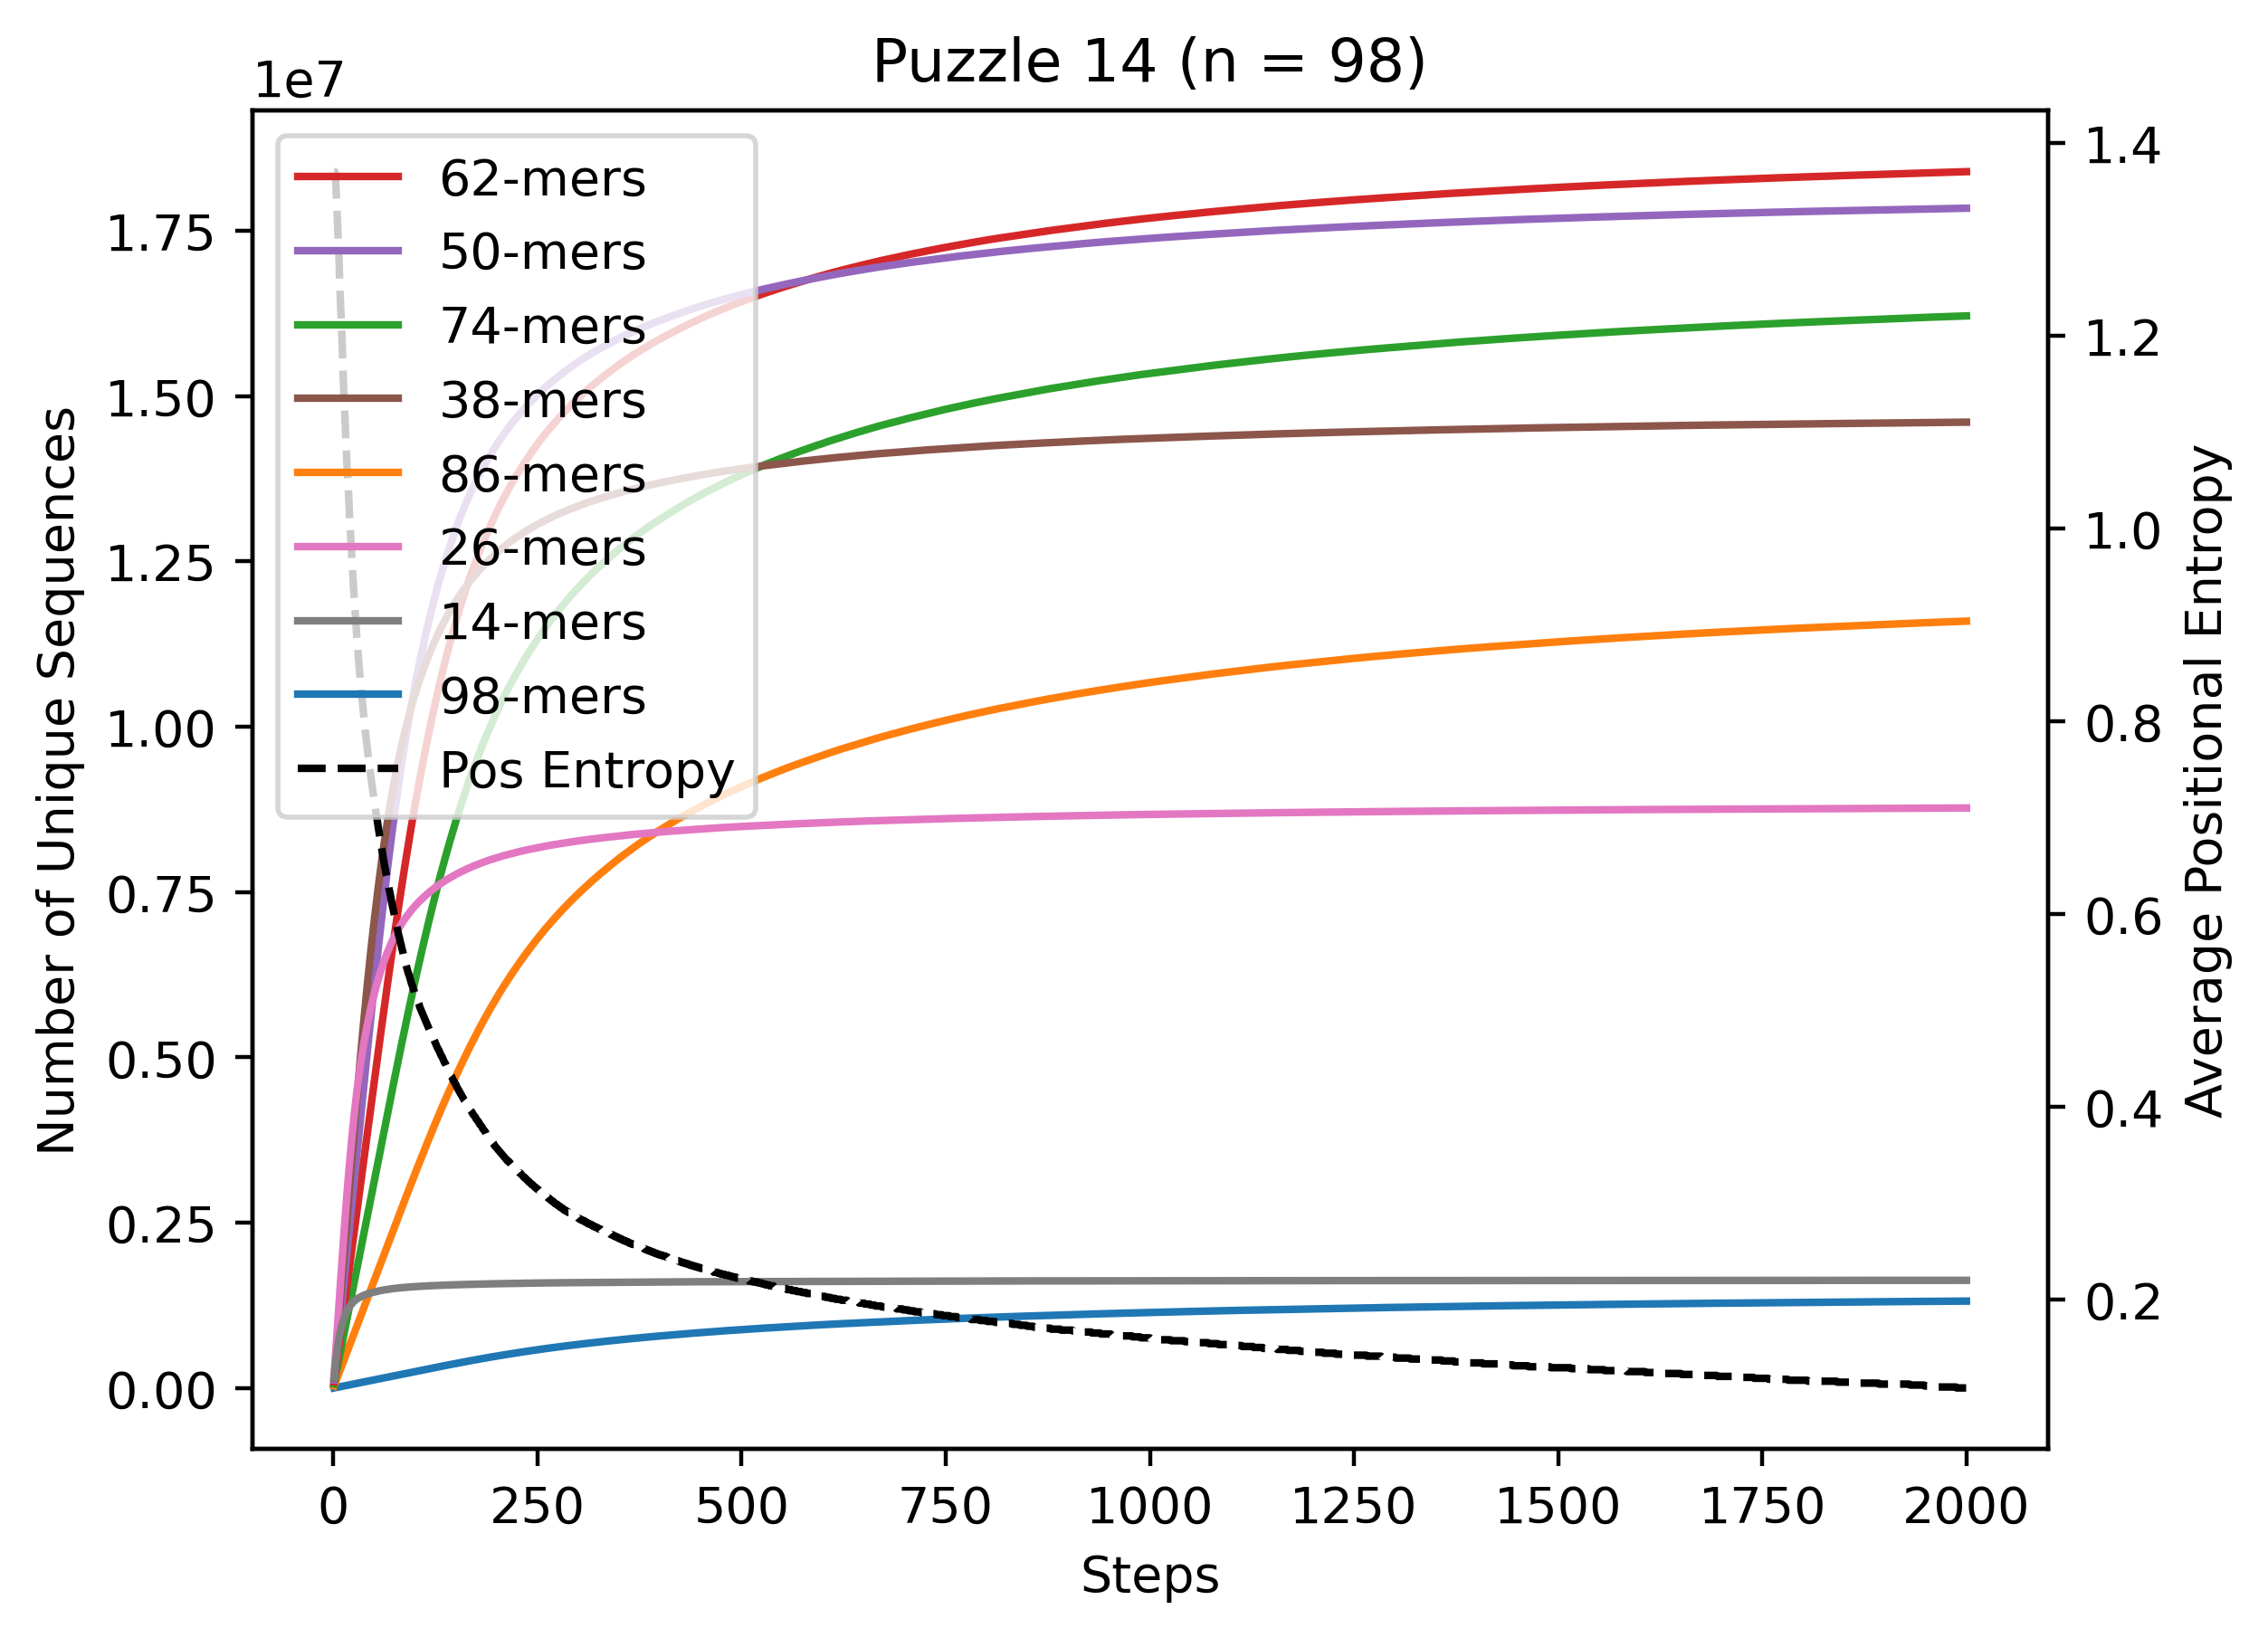 Puzzle 14 (n = 98)
1e7
62-mers
50-mers
74-mers
38-mers
86-mers
26-mers
14-mers
98-mers
Pos Entropy
Number of Unique Sequences
1.75
1.50
1.25
1.00
0.75
0.50
0.25
0.00
1.4
1.2
1.0
0.8
0.6
0.4
0.2
Average Positional Entropy
0 250 500 750 1000 1250 1500 1750 2000
Steps